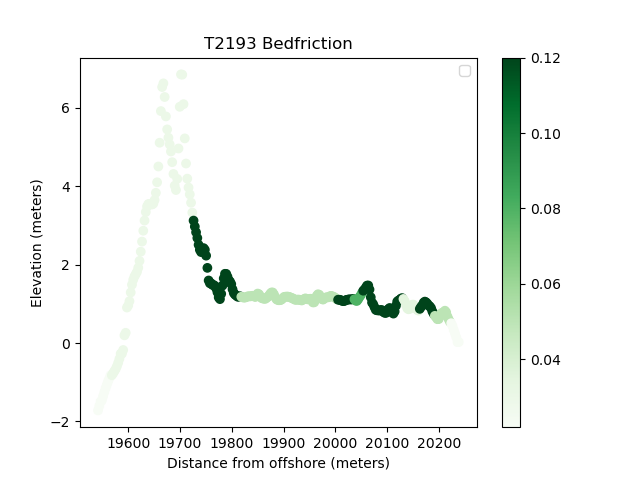 T2193 Bedfriction
Elevation (meters)
6
4
2
0
−2
19600 19700 19800 19900 20000 20100 20200
Distance from offshore (meters)
0.12
0.10
0.08
0.06
0.04